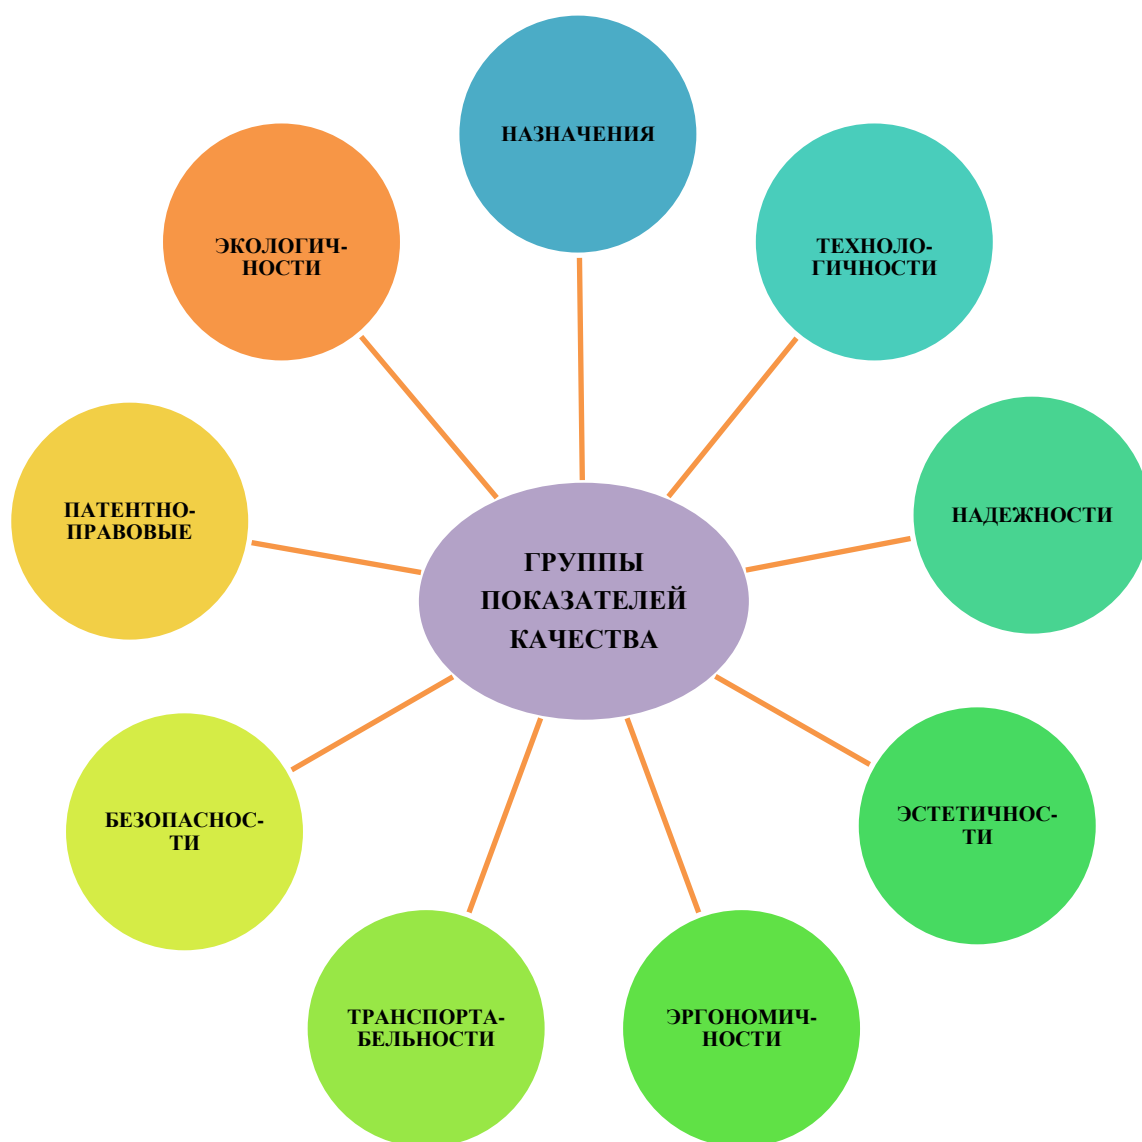 НАЗНАЧЕНИЯ
ТЕХНОЛО-
ГИЧНОСТИ
НАДЕЖНОСТИ
ЭСТЕТИЧНОС-
ТИ
ЭРГОНОМИЧ-
НОСТИ
ТРАНСПОРТА-
БЕЛЬНОСТИ
БЕЗОПАСНОС-
ТИ
ПАТЕНТНО-
ПРАВОВЫЕ
ЭКОЛОГИЧ-
НОСТИ
ГРУППЫ
ПОКАЗАТЕЛЕЙ
КАЧЕСТВА